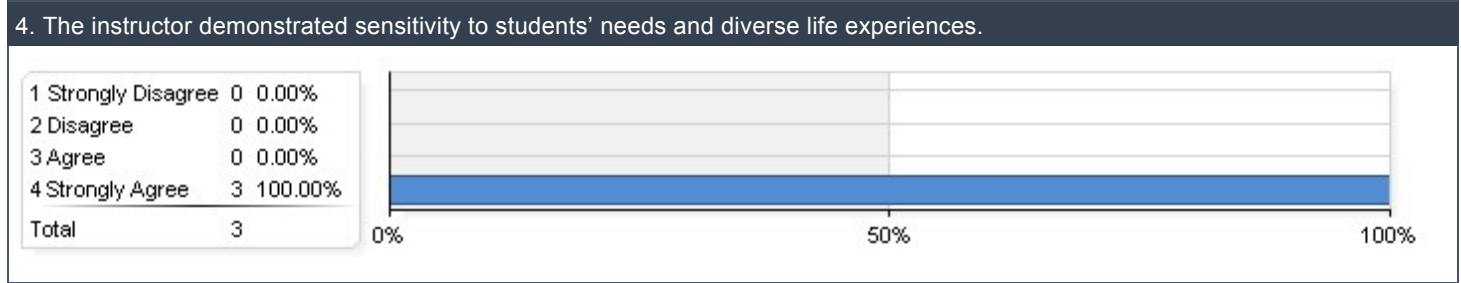 4. The instructor demonstrated sensitivity to students’ needs and diverse life experiences.
1 Strongly Disagree 0 0.00%
2 Disagree 0 0.00%
3 Agree 0 0.00%
4 Strongly Agree 3 100.00%
Total 3
0% 50% 100%